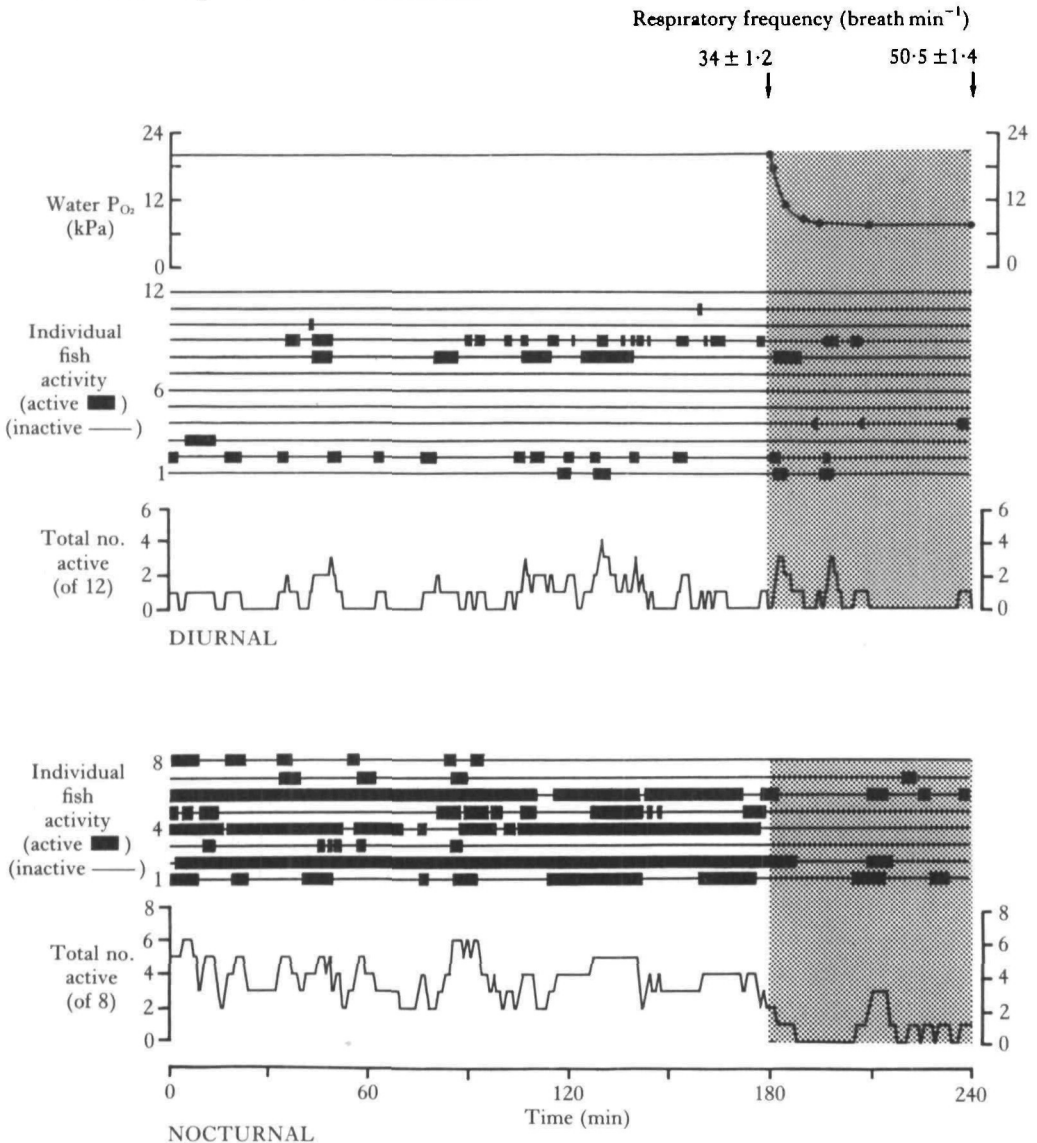 Respiratory frequency (breath min⁻¹)
34 ± 1·2 50·5 ± 1·4
24 24
Water P_O₂
(kPa)
12 12
0 0
12
Individual
fish
activity
(active ■)
(inactive —)
6
1
6 6
Total no.
active
(of 12)
4 4
2 2
0 0
DIURNAL
8
Individual
fish
activity
(active ■)
(inactive —)
4
1
8 8
Total no.
active
(of 8)
6 6
4 4
2 2
0 0
0 60 120 180 240
Time (min)
NOCTURNAL